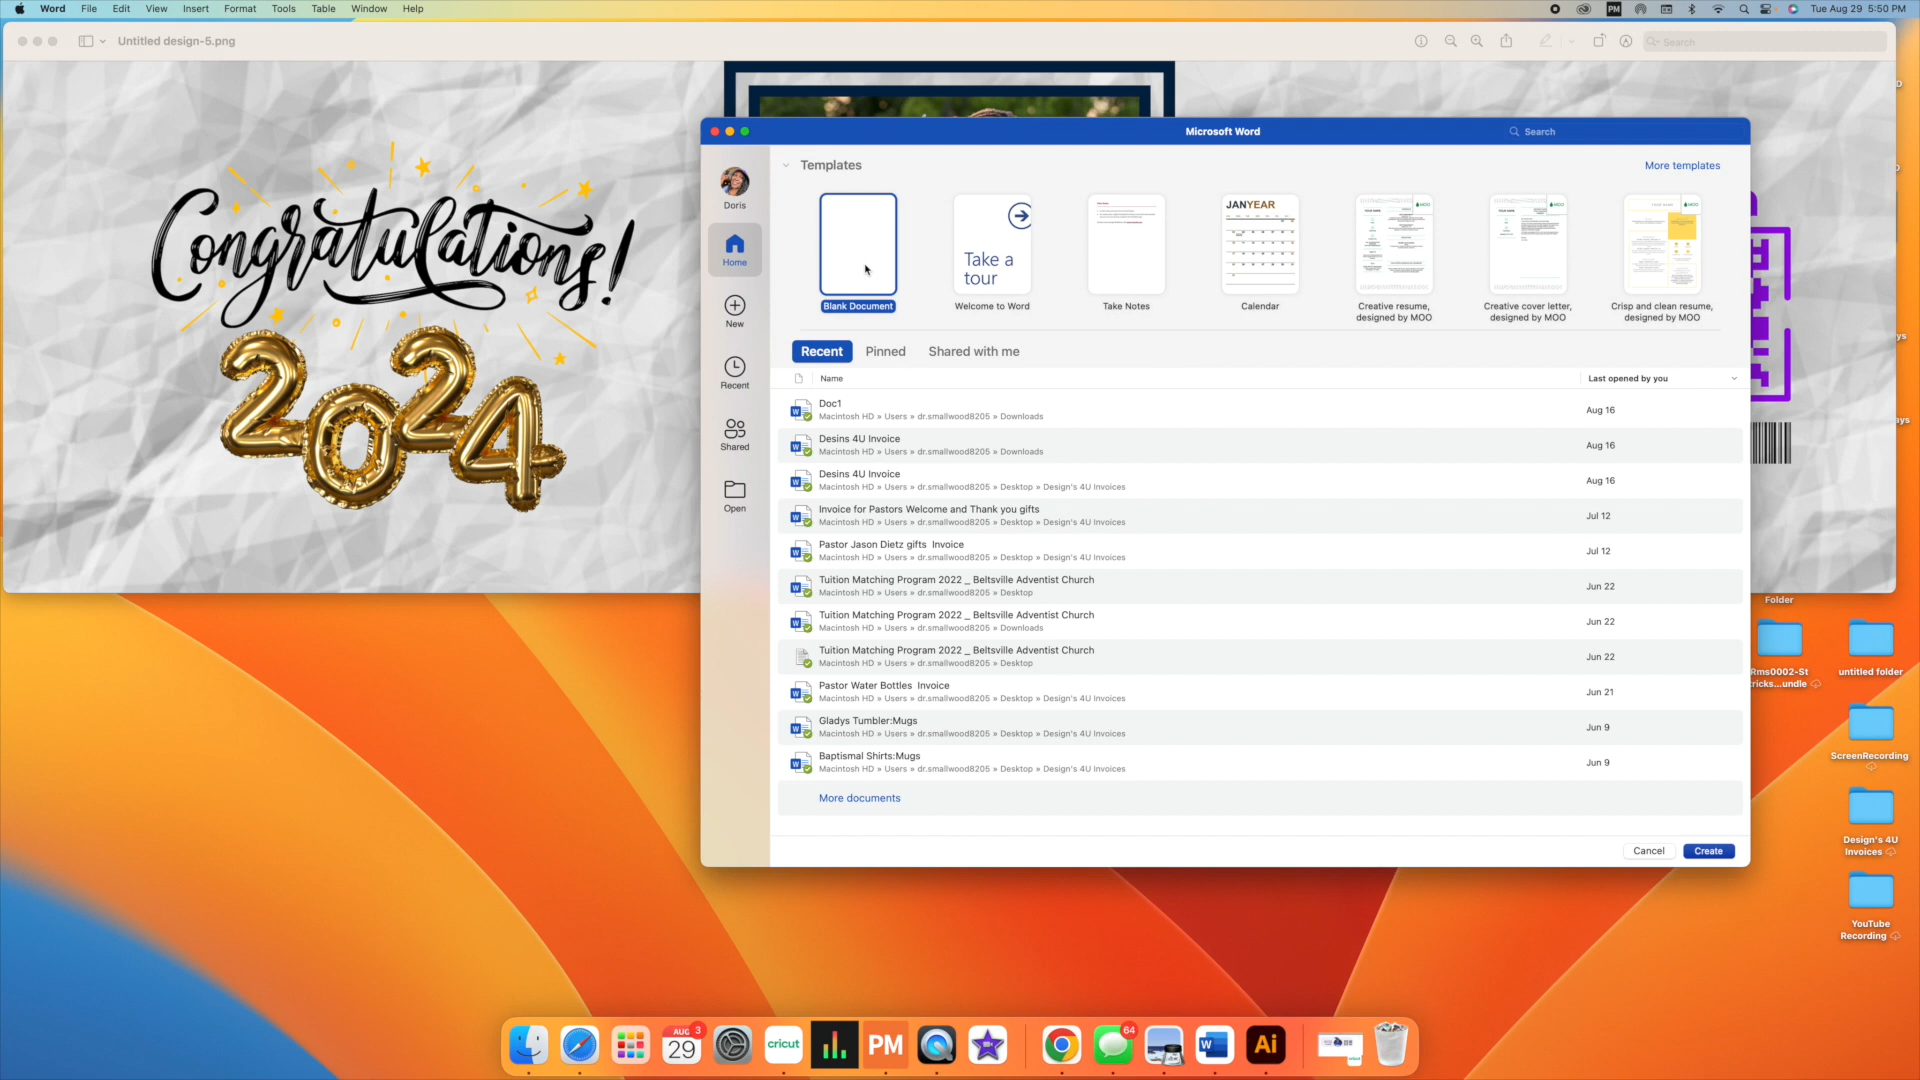 Word File Edit View Insert Format Tools Table Window Help
PM
Tue Aug 29 5:50 PM
Untitled design-5.png
Search
Congratulations!
2024
Microsoft Word
Search
Doris
Home
New
Recent
Shared
Open
Templates
More templates
JANYEAR
Take a
tour
Blank Document
Welcome to Word
Take Notes
Calendar
Creative resume,
designed by MOO
Creative cover letter,
designed by MOO
Crisp and clean resume,
designed by MOO
Recent Pinned Shared with me
Name Last opened by you
Doc1
Macintosh HD » Users » dr.smallwood8205 » Downloads
Aug 16
Desins 4U Invoice
Macintosh HD » Users » dr.smallwood8205 » Downloads
Aug 16
Desins 4U Invoice
Macintosh HD » Users » dr.smallwood8205 » Desktop » Design's 4U Invoices
Aug 16
Invoice for Pastors Welcome and Thank you gifts
Macintosh HD » Users » dr.smallwood8205 » Desktop » Design's 4U Invoices
Jul 12
Pastor Jason Dietz gifts Invoice
Macintosh HD » Users » dr.smallwood8205 » Desktop » Design's 4U Invoices
Jul 12
Tuition Matching Program 2022 _ Beltsville Adventist Church
Macintosh HD » Users » dr.smallwood8205 » Desktop
Jun 22
Tuition Matching Program 2022 _ Beltsville Adventist Church
Macintosh HD » Users » dr.smallwood8205 » Downloads
Jun 22
Tuition Matching Program 2022 _ Beltsville Adventist Church
Macintosh HD » Users » dr.smallwood8205 » Desktop
Jun 22
Pastor Water Bottles Invoice
Macintosh HD » Users » dr.smallwood8205 » Desktop » Design's 4U Invoices
Jun 21
Gladys Tumbler:Mugs
Macintosh HD » Users » dr.smallwood8205 » Desktop » Design's 4U Invoices
Jun 9
Baptismal Shirts:Mugs
Macintosh HD » Users » dr.smallwood8205 » Desktop » Design's 4U Invoices
Jun 9
More documents
Cancel Create
Folder
Rms0002-St
ricks...undle
untitled folder
ScreenRecording
Design's 4U
Invoices
YouTube
Recording
AUG 3
29
cricut
PM
64
W
Ai